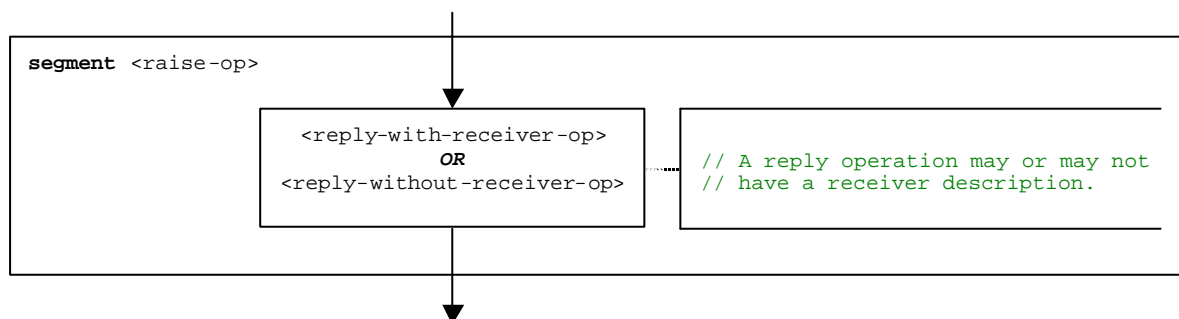 segment <raise-op>
<reply-with-receiver-op>
OR
<reply-without-receiver-op>
// A reply operation may or may not
// have a receiver description.